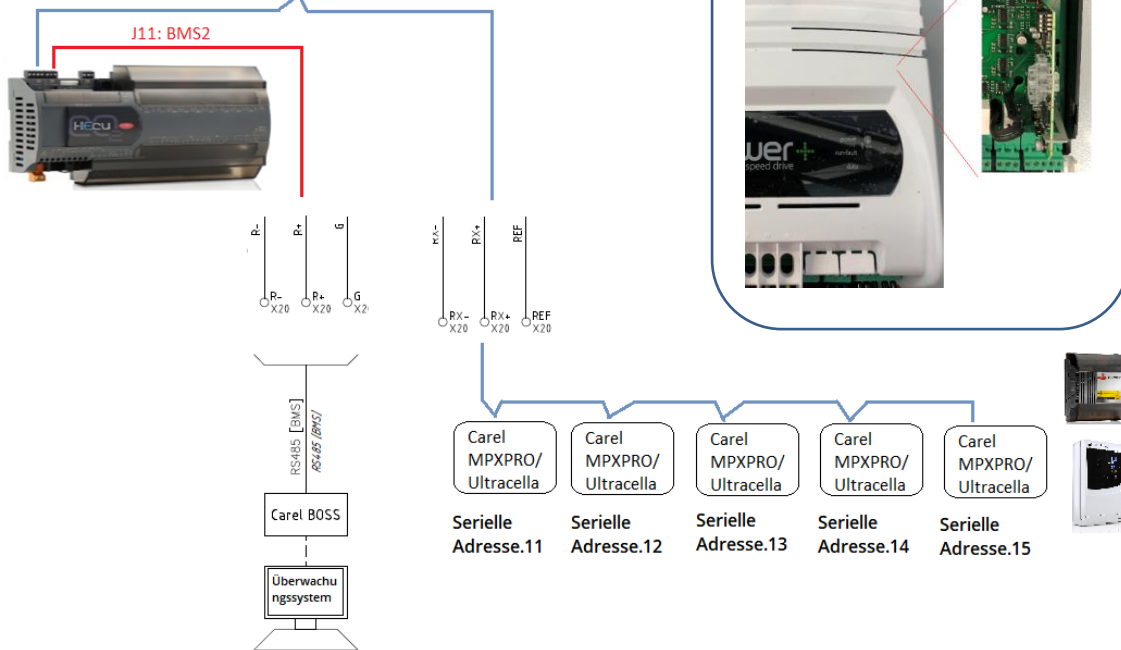 J11: BMS2
HECU
wer+
speed drive
R-
R+
G
RX-
RX+
REF
R-
X20
R+
X20
G
RX-
X20
RX+
X20
REF
X20
RS485 [BMS]
RS485 [BMS]
Carel BOSS
Überwachu
ngssystem
Carel
MPXPRO/
Ultracella
Carel
MPXPRO/
Ultracella
Carel
MPXPRO/
Ultracella
Carel
MPXPRO/
Ultracella
Carel
MPXPRO/
Ultracella
Serielle
Adresse.11
Serielle
Adresse.12
Serielle
Adresse.13
Serielle
Adresse.14
Serielle
Adresse.15